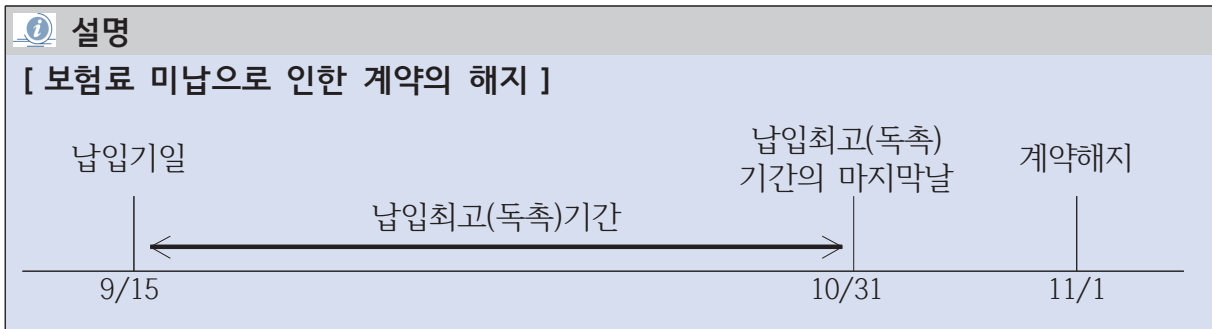 설명
[ 보험료 미납으로 인한 계약의 해지 ]
납입기일
납입최고(독촉)
기간의 마지막날
계약해지
납입최고(독촉)기간
9/15
10/31
11/1